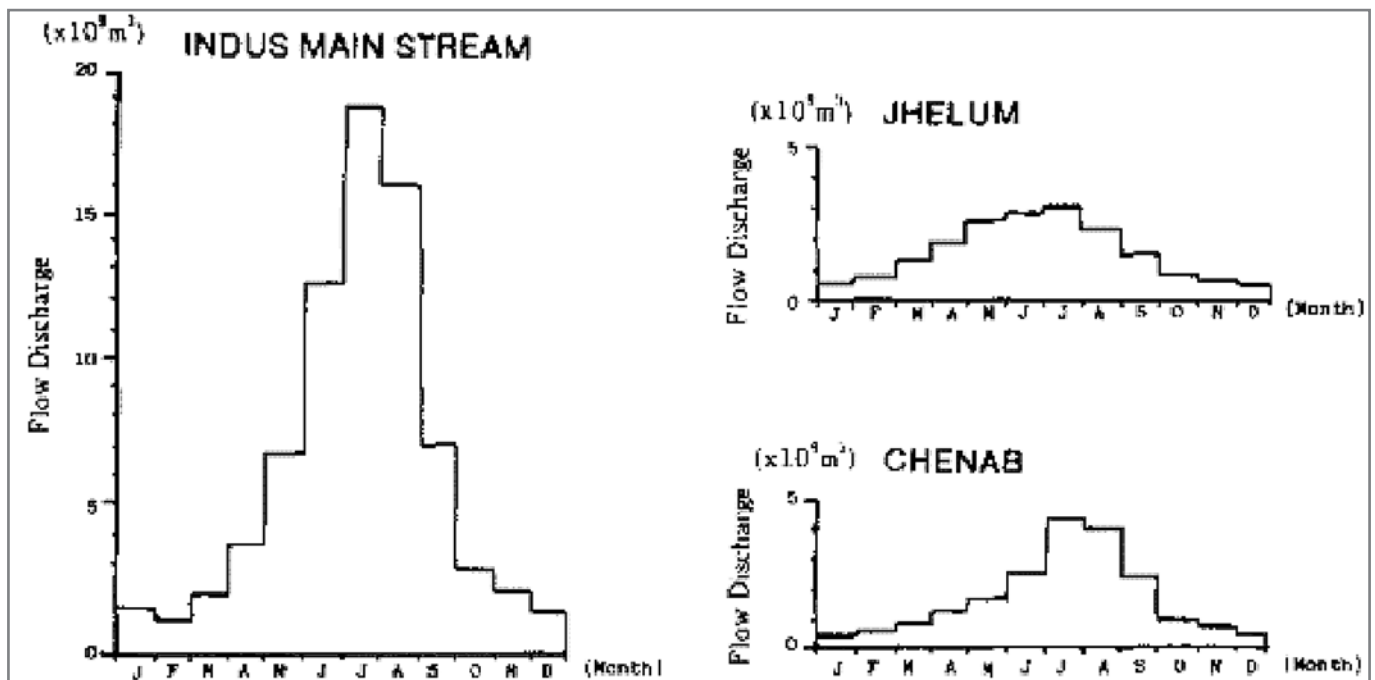 (x10⁹m³) INDUS MAIN STREAM
20
15
10
5
0
Flow Discharge
J F M A M J J A S O N D (Month)
(x10⁹m³) JHELUM
5
0
Flow Discharge
J F M A M J J A S O N D (Month)
(x10⁹m³) CHENAB
5
0
Flow Discharge
J F M A M J J A S O N D (Month)